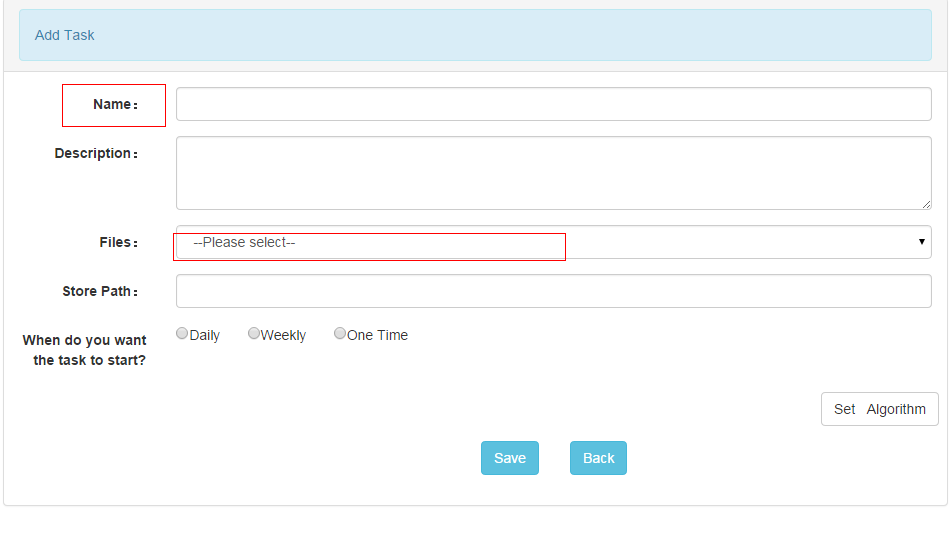 Add Task
Name：
Description：
Files：
--Please select--
Store Path：
When do you want
the task to start?
Daily Weekly One Time
Set Algorithm
Save Back